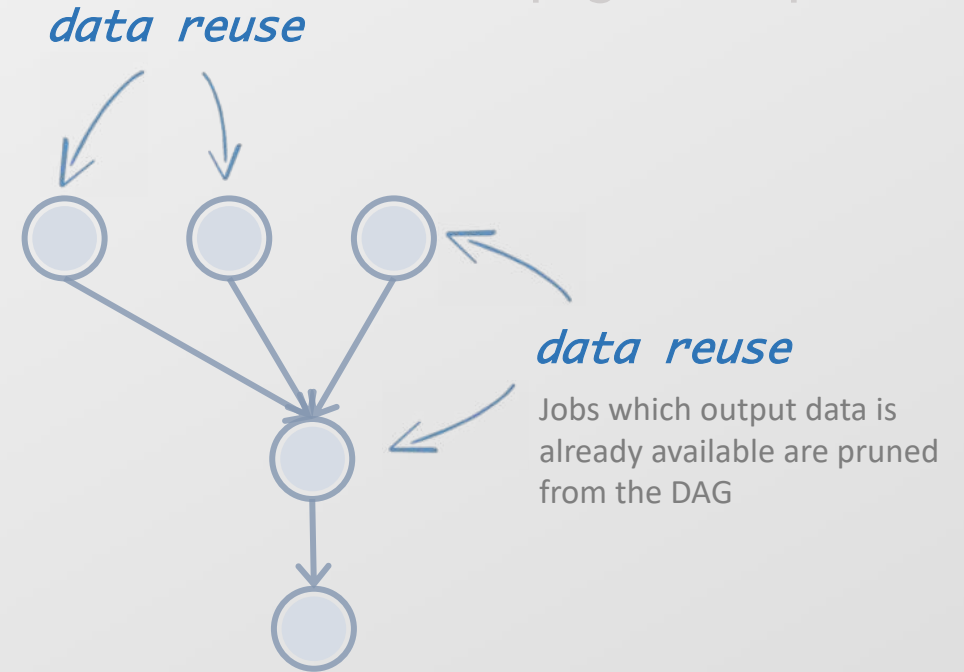 data reuse
data reuse
Jobs which output data is
already available are pruned
from the DAG